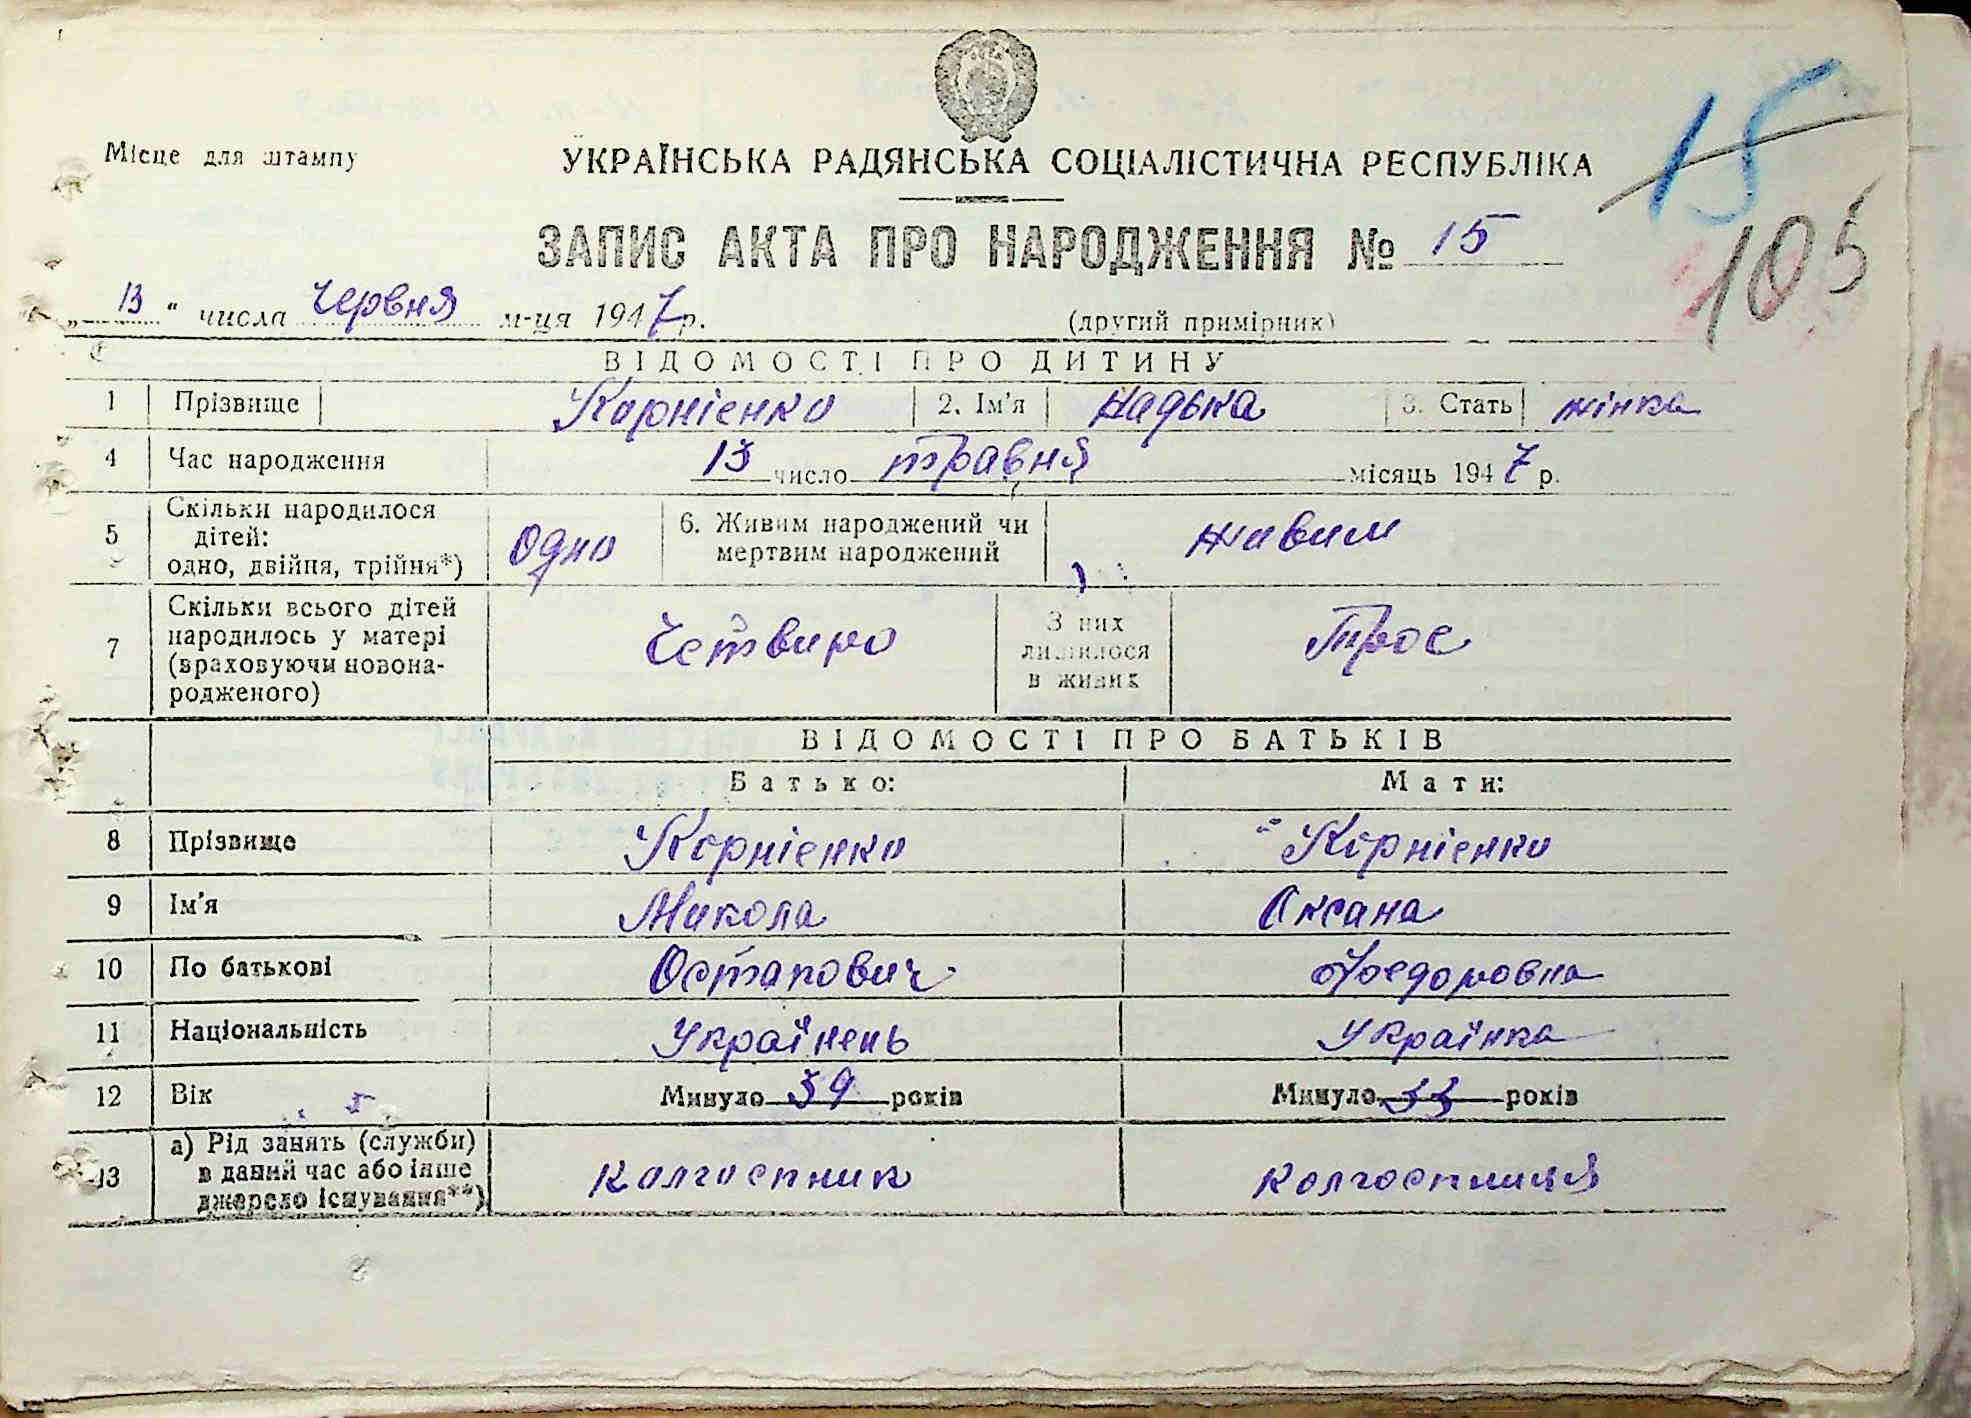 15
105
Місце для штампу
УКРАЇНСЬКА РАДЯНСЬКА СОЦІАЛІСТИЧНА РЕСПУБЛІКА
ЗАПИС АКТА ПРО НАРОДЖЕННЯ № 15
„ 13 “ числа червня м-ця 1947 р. (другий примірник)
ВІДОМОСТІ ПРО ДИТИНУ
1 Прізвище Корнієнко 2. Ім'я Надька 3. Стать жінка
4 Час народження 13 число травня місяць 1947 р.
5 Скільки народилося дітей: одно, двійня, трійня*) Одно 6. Живим народжений чи мертвим народжений живим
7 Скільки всього дітей народилось у матері (враховуючи новонародженого) Четвиро З них лишилося в живих Троє
ВІДОМОСТІ ПРО БАТЬКІВ
Батько: Мати:
8 Прізвище Корнієнко Корнієнко
9 Ім'я Микола Оксана
10 По батькові Остапович Федоровна
11 Національність Українець Українка
12 Вік Минуло 39 років Минуло 33 років
13 а) Рід занять (служби) в даний час або інше джерело існування**) колгоспник колгоспниця